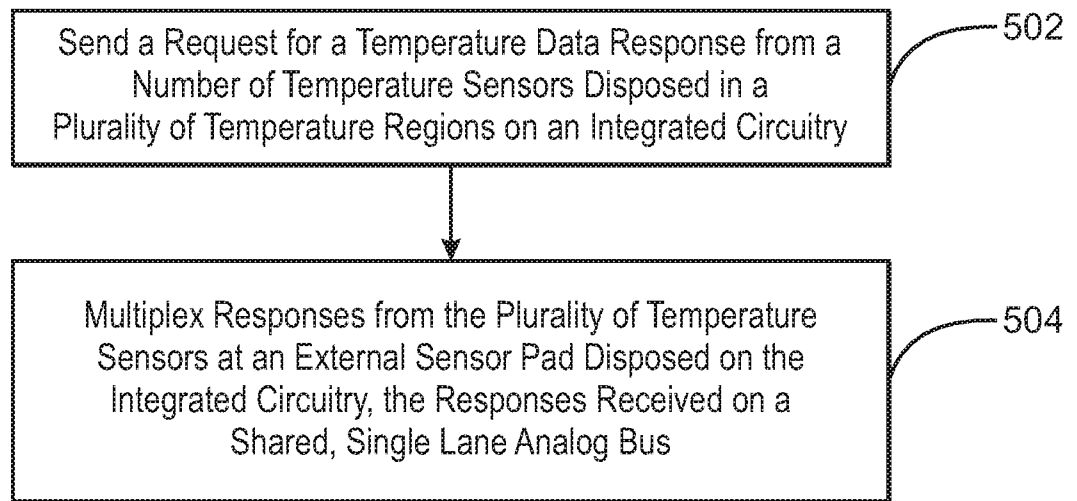 Send a Request for a Temperature Data Response from a
Number of Temperature Sensors Disposed in a
Plurality of Temperature Regions on an Integrated Circuitry
502
Multiplex Responses from the Plurality of Temperature
Sensors at an External Sensor Pad Disposed on the
Integrated Circuitry, the Responses Received on a
Shared, Single Lane Analog Bus
504